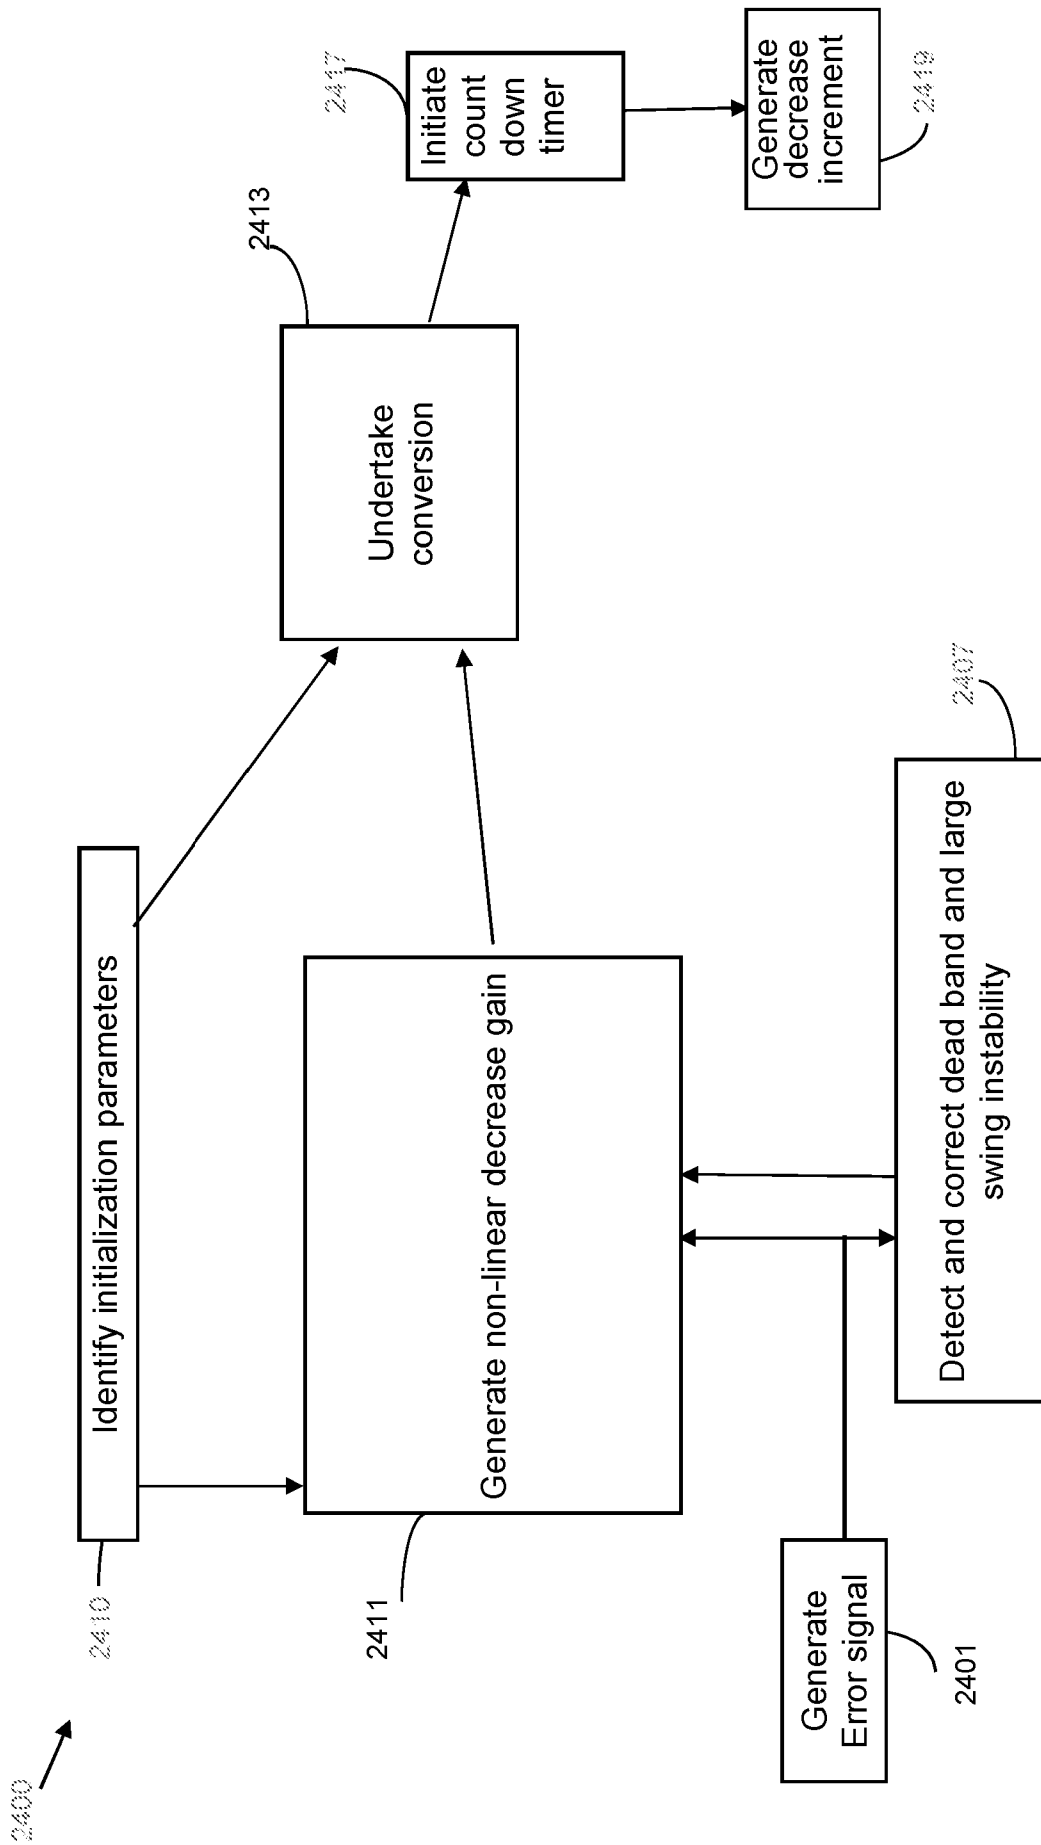 2400
2410
Identify initialization parameters
2411
Generate non-linear decrease gain
2413
Undertake
conversion
2417
Initiate
count
down
timer
Generate
decrease
increment
2419
Generate
Error signal
2401
Detect and correct dead band and large
swing instability
2407